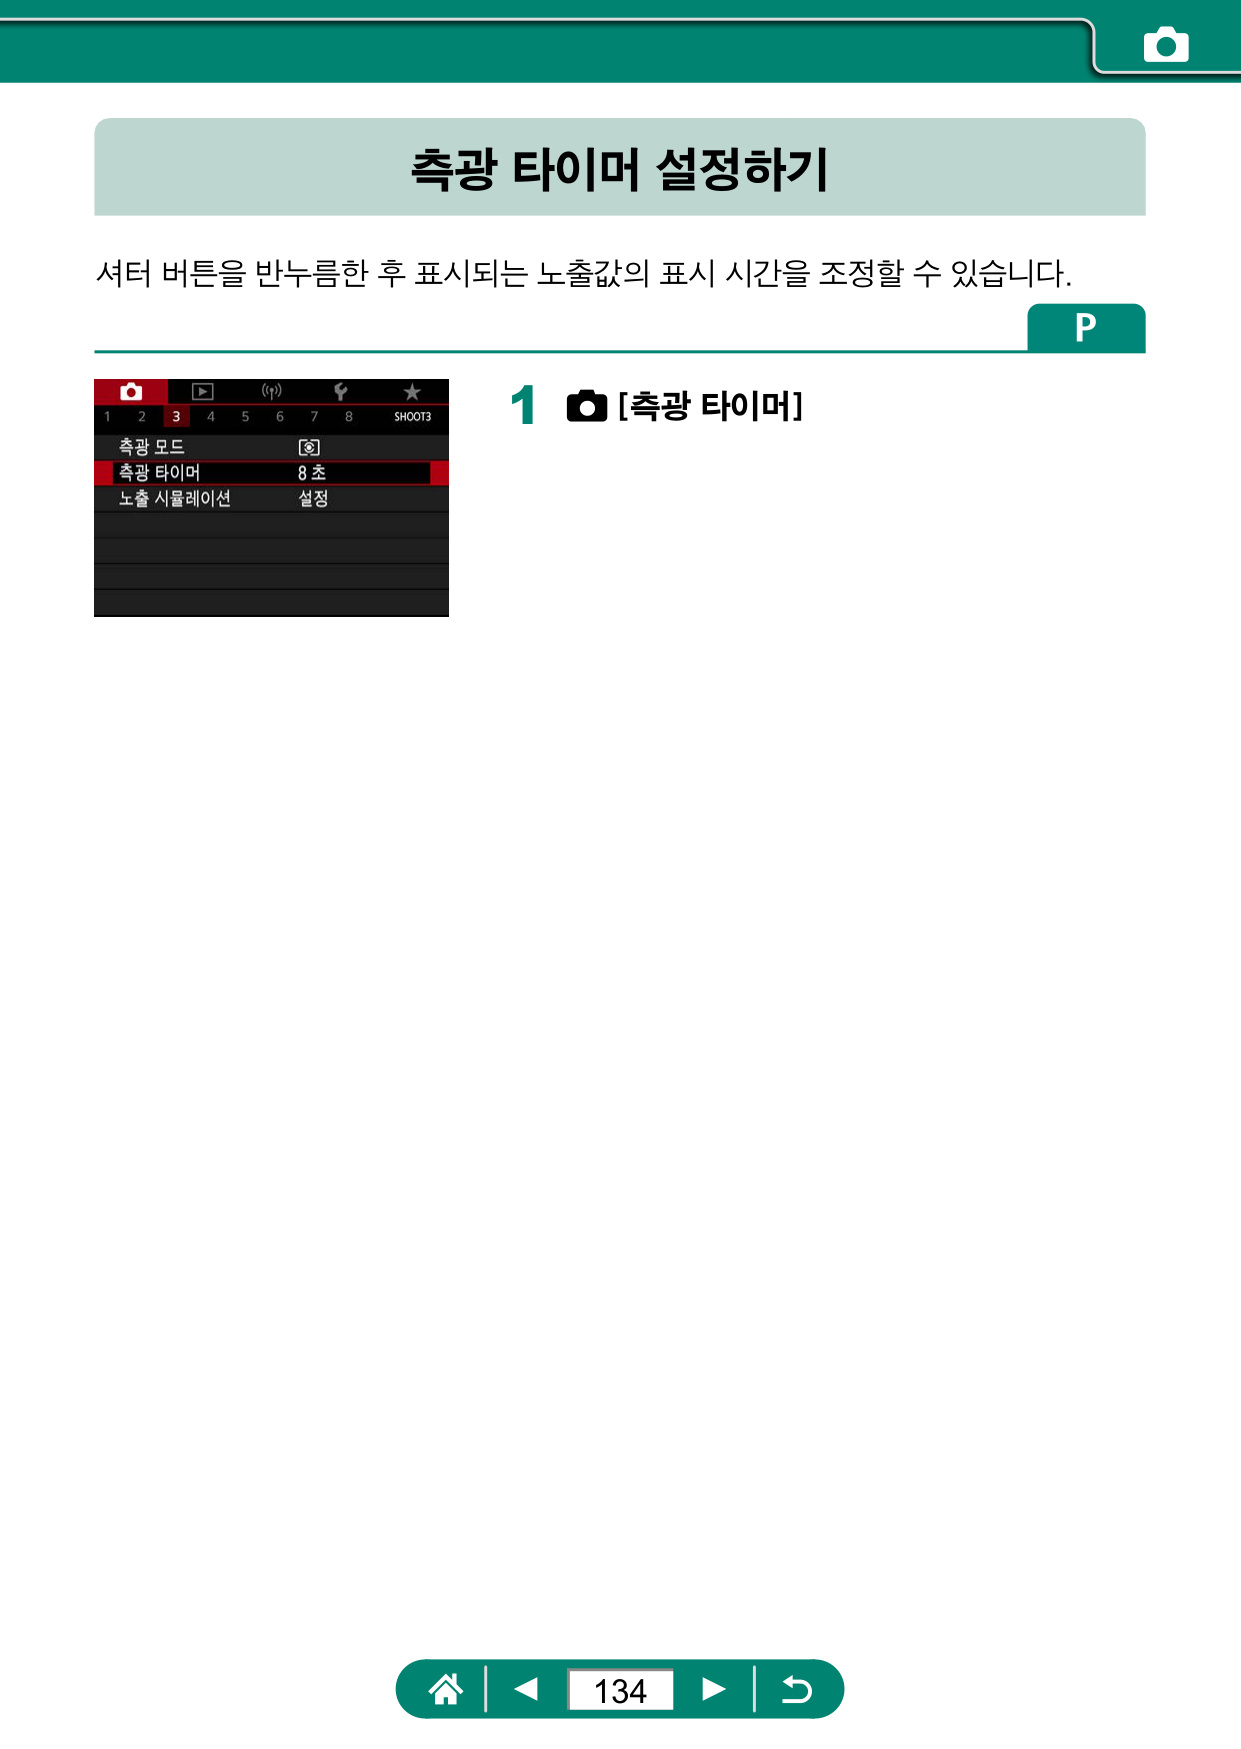 측광 타이머 설정하기
셔터 버튼을 반누름한 후 표시되는 노출값의 표시 시간을 조정할 수 있습니다.
P
1 2 3 4 5 6 7 8 SHOOT3
측광 모드
측광 타이머 8 초
노출 시뮬레이션 설정
1 [측광 타이머]
134